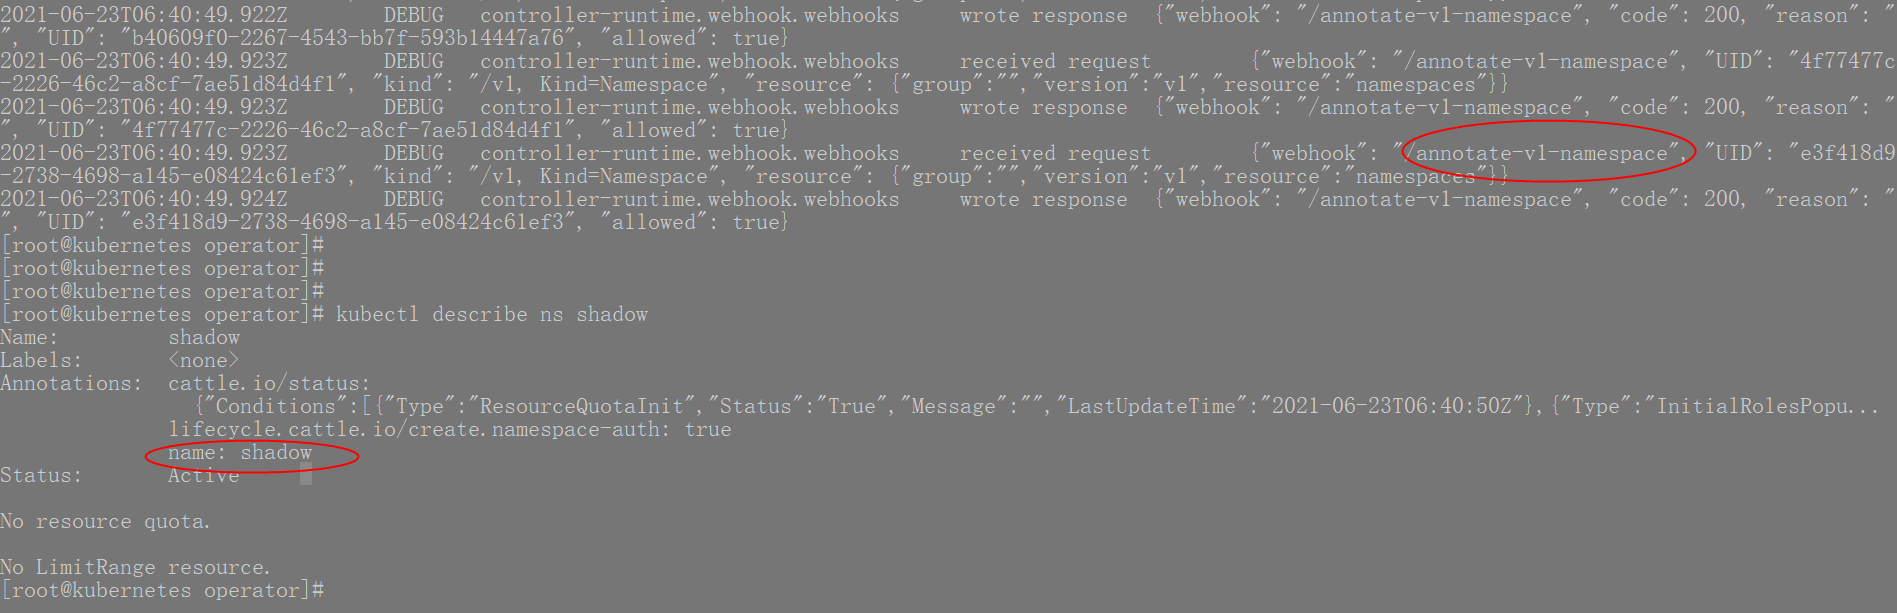 2021-06-23T06:40:49.922Z DEBUG controller-runtime.webhook.webhooks wrote response {"webhook": "/annotate-v1-namespace", "code": 200, "reason": "
", "UID": "b40609f0-2267-4543-bb7f-593b14447a76", "allowed": true}
2021-06-23T06:40:49.923Z DEBUG controller-runtime.webhook.webhooks received request {"webhook": "/annotate-v1-namespace", "UID": "4f77477c
-2226-46c2-a8cf-7ae51d84d4f1", "kind": "/v1, Kind=Namespace", "resource": {"group":"","version":"v1","resource":"namespaces"}}
2021-06-23T06:40:49.923Z DEBUG controller-runtime.webhook.webhooks wrote response {"webhook": "/annotate-v1-namespace", "code": 200, "reason": "
", "UID": "4f77477c-2226-46c2-a8cf-7ae51d84d4f1", "allowed": true}
2021-06-23T06:40:49.923Z DEBUG controller-runtime.webhook.webhooks received request {"webhook": "/annotate-v1-namespace", "UID": "e3f418d9
-2738-4698-a145-e08424c61ef3", "kind": "/v1, Kind=Namespace", "resource": {"group":"","version":"v1","resource":"namespaces"}}
2021-06-23T06:40:49.924Z DEBUG controller-runtime.webhook.webhooks wrote response {"webhook": "/annotate-v1-namespace", "code": 200, "reason": "
", "UID": "e3f418d9-2738-4698-a145-e08424c61ef3", "allowed": true}
[root@kubernetes operator]#
[root@kubernetes operator]#
[root@kubernetes operator]#
[root@kubernetes operator]# kubectl describe ns shadow
Name: shadow
Labels: <none>
Annotations: cattle.io/status:
{"Conditions":[{"Type":"ResourceQuotaInit","Status":"True","Message":"","LastUpdateTime":"2021-06-23T06:40:50Z"},{"Type":"InitialRolesPopu...
lifecycle.cattle.io/create.namespace-auth: true
name: shadow
Status: Active
No resource quota.
No LimitRange resource.
[root@kubernetes operator]#